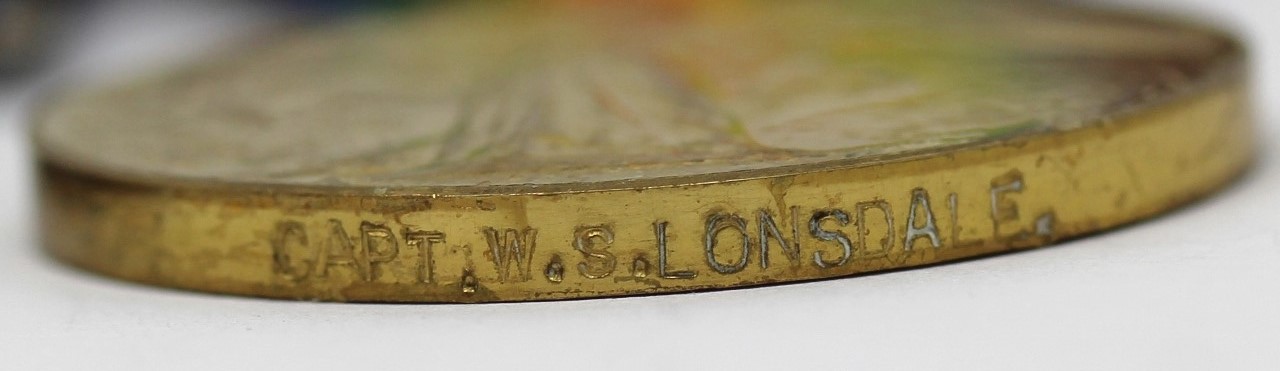 CAPT. W. S. LONSDALE.